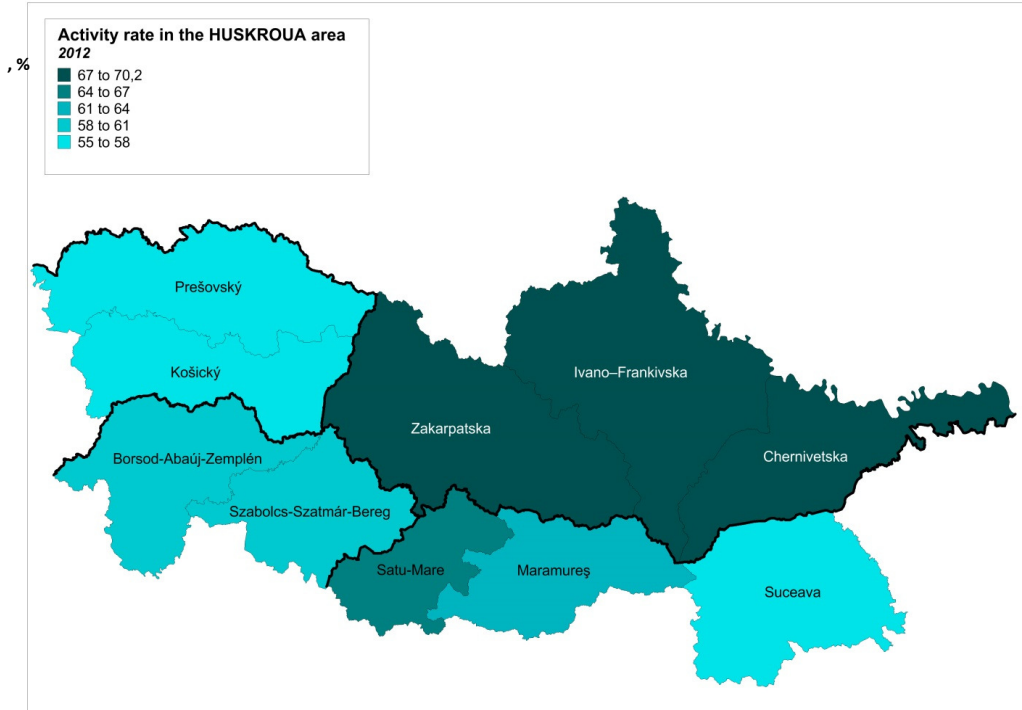 Activity rate in the HUSKROUA area
2012
, %
67 to 70,2
64 to 67
61 to 64
58 to 61
55 to 58
Prešovský
Košický
Ivano–Frankivska
Zakarpatska
Chernivetska
Borsod-Abaúj-Zemplén
Szabolcs-Szatmár-Bereg
Satu-Mare
Maramureş
Suceava